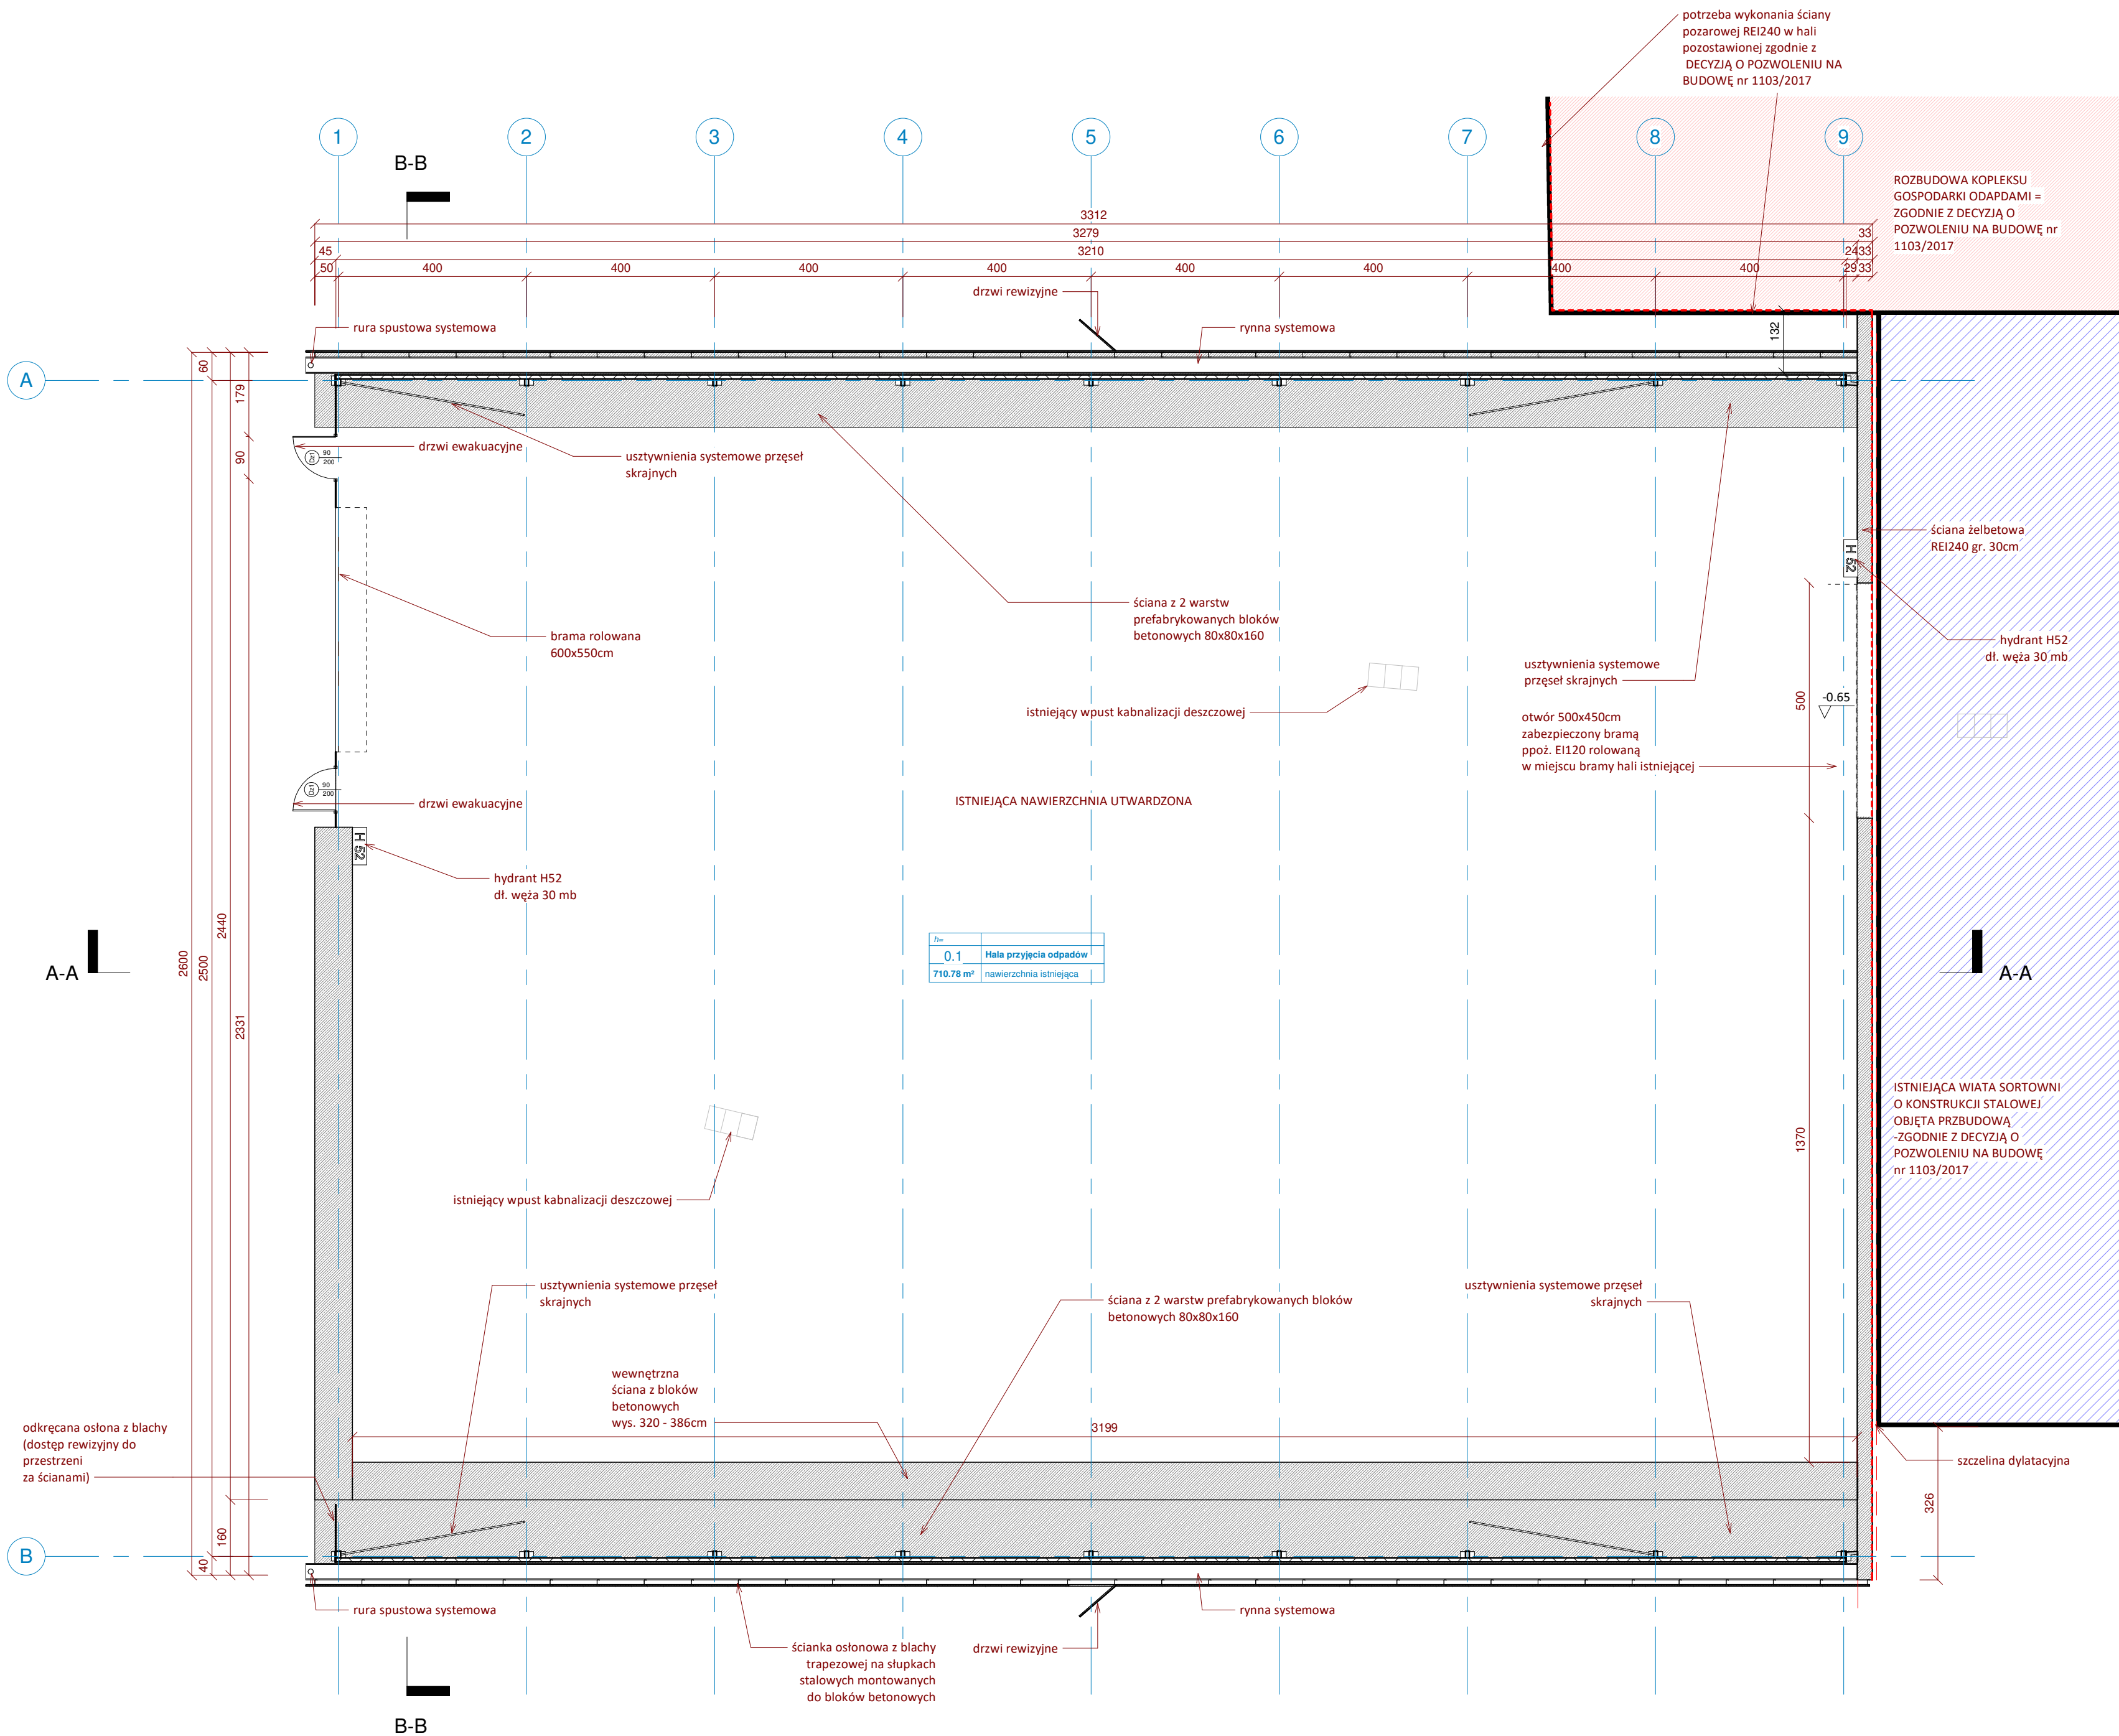 potrzeba wykonania ściany
pozarowej REI240 w hali
pozostawionej zgodnie z
DECYZJĄ O POZWOLENIU NA
BUDOWĘ nr 1103/2017
1
2
3
4
5
6
7
8
9
B-B
ROZBUDOWA KOPLEKSU
GOSPODARKI ODAPDAMI =
ZGODNIE Z DECYZJĄ O
POZWOLENIU NA BUDOWĘ nr
1103/2017
3312
3279
33
45
3210
24
33
50
400
400
400
400
400
400
400
400
29
33
drzwi rewizyjne
rura spustowa systemowa
rynna systemowa
132
A
60
179
90
drzwi ewakuacyjne
Dz1
90
200
usztywnienia systemowe przęseł
skrajnych
ściana żelbetowa
REI240 gr. 30cm
H 52
ściana z 2 warstw
prefabrykowanych bloków
betonowych 80x80x160
brama rolowana
600x550cm
hydrant H52
dł. węża 30 mb
usztywnienia systemowe
przęseł skrajnych
-0.65
500
istniejący wpust kabnalizacji deszczowej
otwór 500x450cm
zabezpieczony bramą
ppoż. EI120 rolowaną
w miejscu bramy hali istniejącej
Dz1
90
200
drzwi ewakuacyjne
ISTNIEJĄCA NAWIERZCHNIA UTWARDZONA
H 52
hydrant H52
dł. węża 30 mb
2600
2500
2440
2331
h=
0.1
Hala przyjęcia odpadów
710.78 m²
nawierzchnia istniejąca
A-A
A-A
ISTNIEJĄCA WIATA SORTOWNI
O KONSTRUKCJI STALOWEJ
OBJĘTA PRZBUDOWĄ
-ZGODNIE Z DECYZJĄ O
POZWOLENIU NA BUDOWĘ
nr 1103/2017
1370
istniejący wpust kabnalizacji deszczowej
usztywnienia systemowe przęseł
skrajnych
ściana z 2 warstw prefabrykowanych bloków
betonowych 80x80x160
usztywnienia systemowe przęseł
skrajnych
wewnętrzna
ściana z bloków
betonowych
wys. 320 - 386cm
3199
odkręcana osłona z blachy
(dostęp rewizyjny do
przestrzeni
za ścianami)
szczelina dylatacyjna
326
160
40
B
rura spustowa systemowa
rynna systemowa
ścianka osłonowa z blachy
trapezowej na słupkach
stalowych montowanych
do bloków betonowych
drzwi rewizyjne
B-B